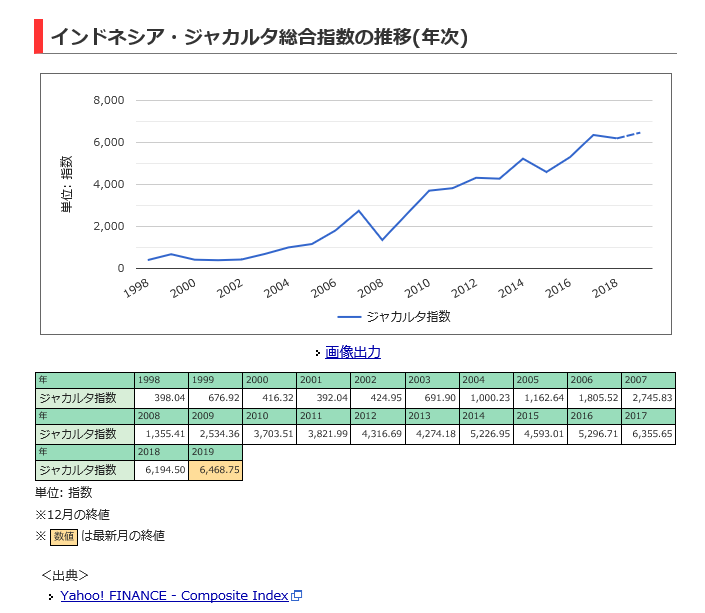 インドネシア・ジャカルタ総合指数の推移(年次)
8,000
6,000
4,000
2,000
0
単位: 指数
1998 2000 2002 2004 2006 2008 2010 2012 2014 2016 2018
ジャカルタ指数
画像出力
年 1998 1999 2000 2001 2002 2003 2004 2005 2006 2007
ジャカルタ指数 398.04 676.92 416.32 392.04 424.95 691.90 1,000.23 1,162.64 1,805.52 2,745.83
年 2008 2009 2010 2011 2012 2013 2014 2015 2016 2017
ジャカルタ指数 1,355.41 2,534.36 3,703.51 3,821.99 4,316.69 4,274.18 5,226.95 4,593.01 5,296.71 6,355.65
年 2018 2019
ジャカルタ指数 6,194.50 6,468.75
単位: 指数
※12月の終値
※ 数値 は最新月の終値
＜出典＞
Yahoo! FINANCE - Composite Index